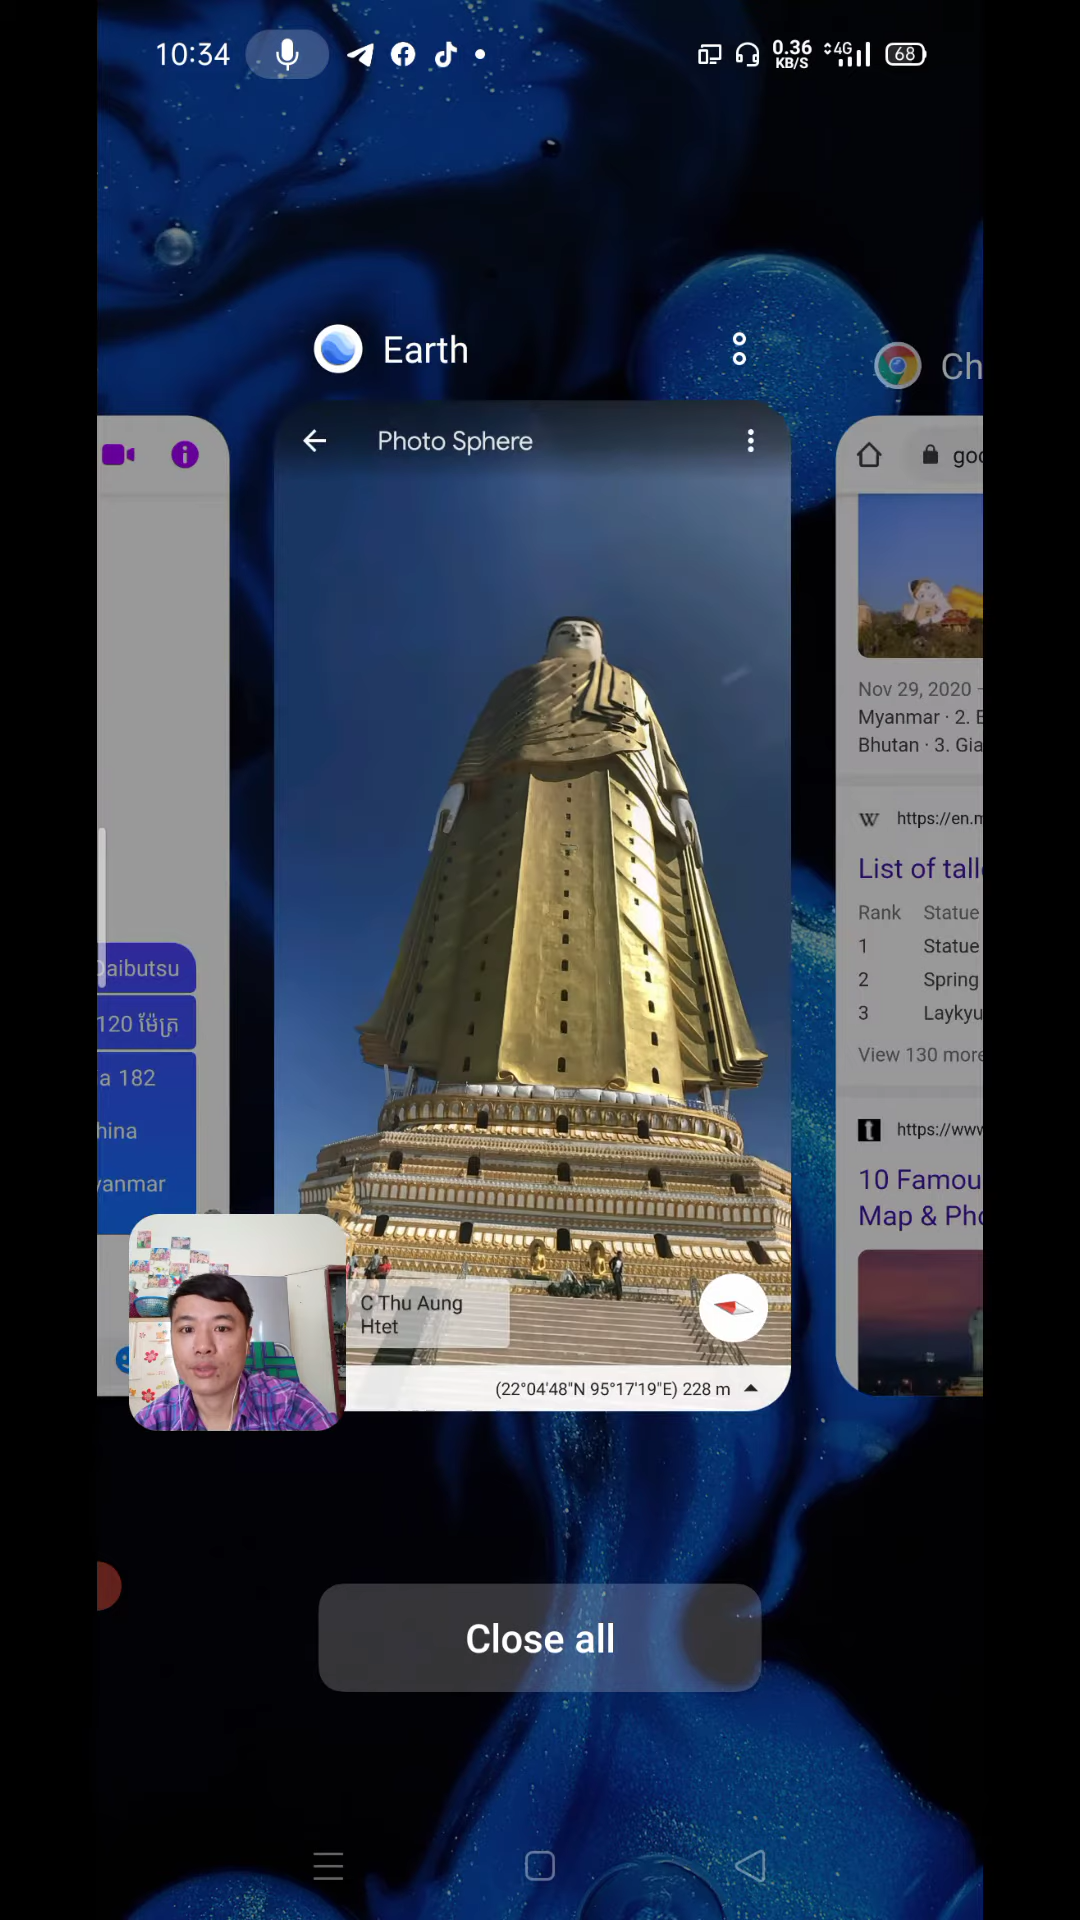 10:34
0.36
KB/S
4G
68
Earth
Ch
Photo Sphere
goo
Nov 29, 2020
Myanmar · 2. B
Bhutan · 3. Gia
https://en.m
List of talle
Rank Statue
1 Statue
2 Spring
3 Laykyu
View 130 more
https://www
10 Famou
Map & Pho
Daibutsu
120 ម៉ែត្រ
a 182
hina
yanmar
C Thu Aung
Htet
(22°04'48"N 95°17'19"E) 228 m
Close all